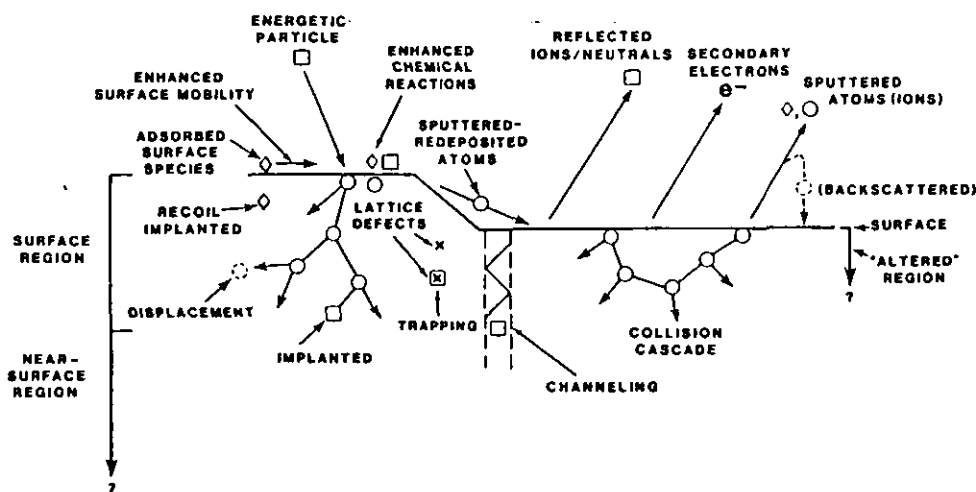 ENERGETIC
PARTICLE
ENHANCED
SURFACE MOBILITY
ENHANCED
CHEMICAL
REACTIONS
REFLECTED
IONS/NEUTRALS
SECONDARY
ELECTRONS
e–
SPUTTERED
ATOMS (IONS)
ADSORBED
SURFACE
SPECIES
SPUTTERED-
REDEPOSITED
ATOMS
(BACKSCATTERED)
RECOIL
IMPLANTED
LATTICE
DEFECTS
SURFACE
SURFACE
REGION
"ALTERED"
REGION
?
DISPLACEMENT
TRAPPING
COLLISION
CASCADE
IMPLANTED
NEAR-
SURFACE
REGION
CHANNELING
?